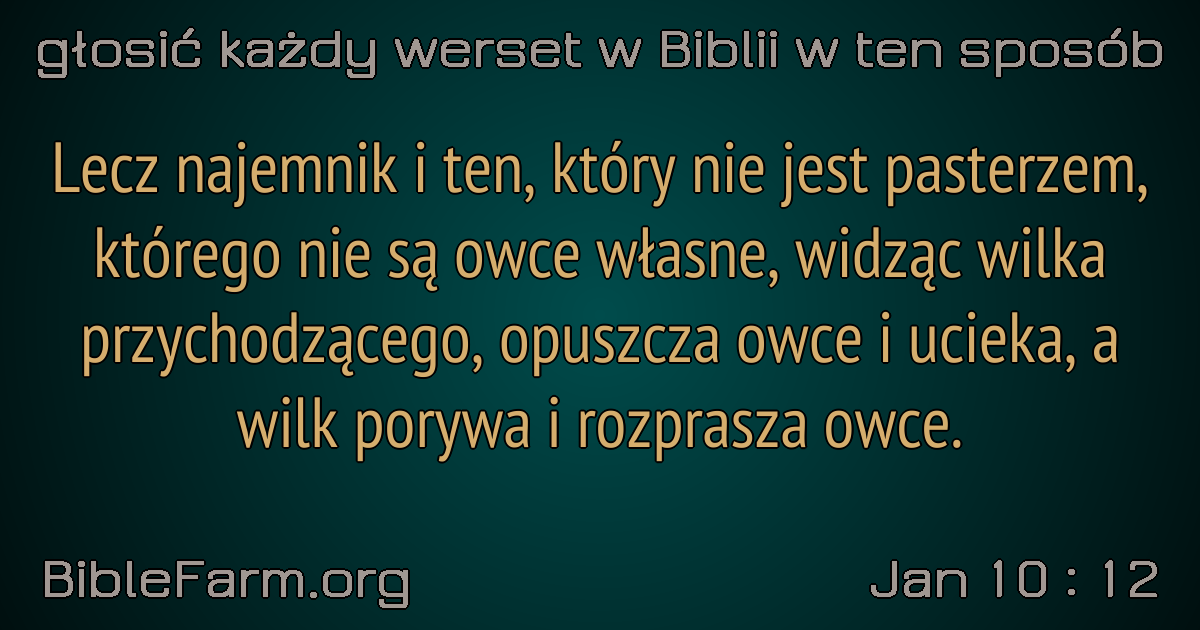 głosić każdy werset w Biblii w ten sposób
Lecz najemnik i ten, który nie jest pasterzem,
którego nie są owce własne, widząc wilka
przychodzącego, opuszcza owce i ucieka, a
wilk porywa i rozprasza owce.
BibleFarm.org
Jan 10 : 12